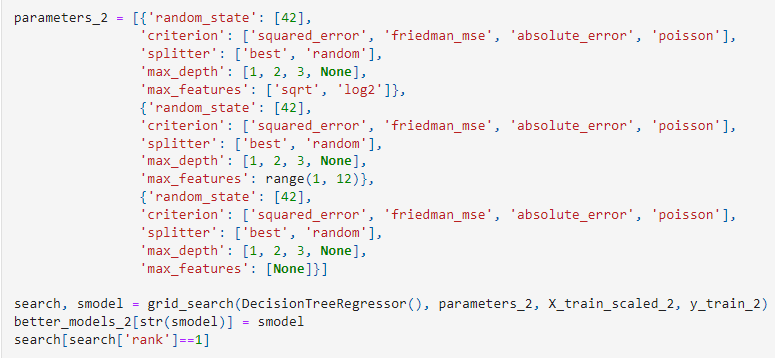 parameters_2 = [{'random_state': [42],
'criterion': ['squared_error', 'friedman_mse', 'absolute_error', 'poisson'],
'splitter': ['best', 'random'],
'max_depth': [1, 2, 3, None],
'max_features': ['sqrt', 'log2']},
{'random_state': [42],
'criterion': ['squared_error', 'friedman_mse', 'absolute_error', 'poisson'],
'splitter': ['best', 'random'],
'max_depth': [1, 2, 3, None],
'max_features': range(1, 12)},
{'random_state': [42],
'criterion': ['squared_error', 'friedman_mse', 'absolute_error', 'poisson'],
'splitter': ['best', 'random'],
'max_depth': [1, 2, 3, None],
'max_features': [None]}]
search, smodel = grid_search(DecisionTreeRegressor(), parameters_2, X_train_scaled_2, y_train_2)
better_models_2[str(smodel)] = smodel
search[search['rank']==1]